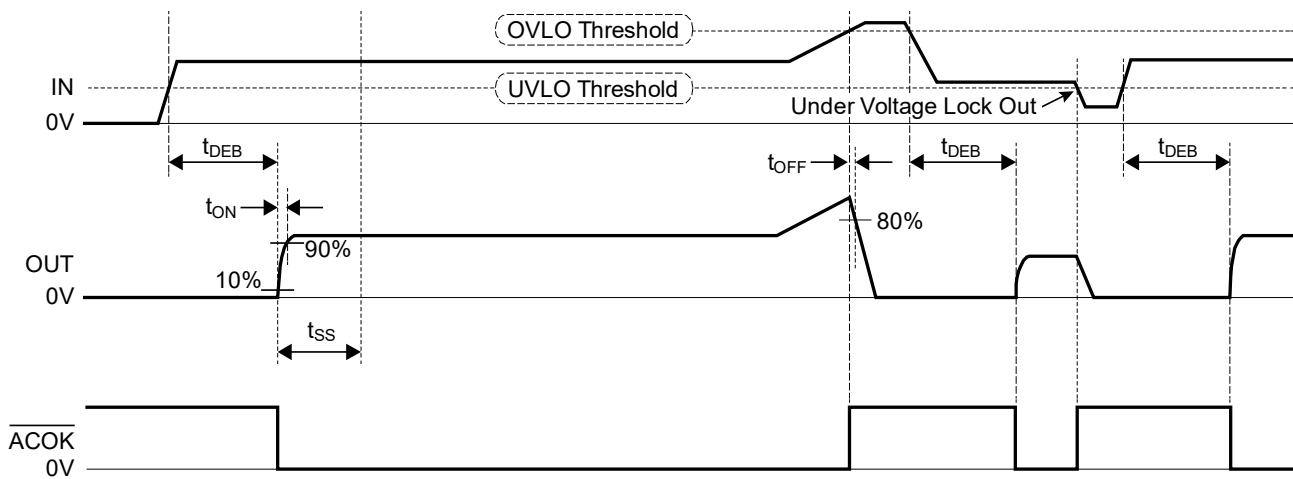 OVLO Threshold
IN
UVLO Threshold
Under Voltage Lock Out
0V
tDEB
tOFF
tDEB
tDEB
tON
80%
90%
OUT
10%
0V
tSS
ACOK
0V